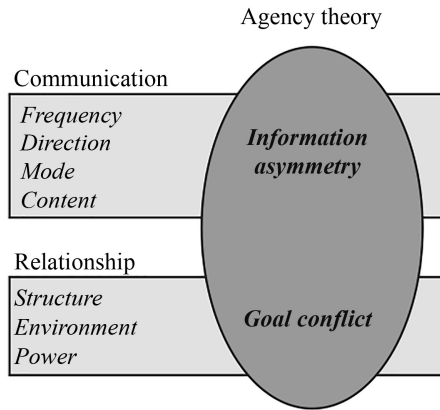 Agency theory
Communication
Frequency
Direction
Mode
Content
Information
asymmetry
Relationship
Structure
Environment
Power
Goal conflict